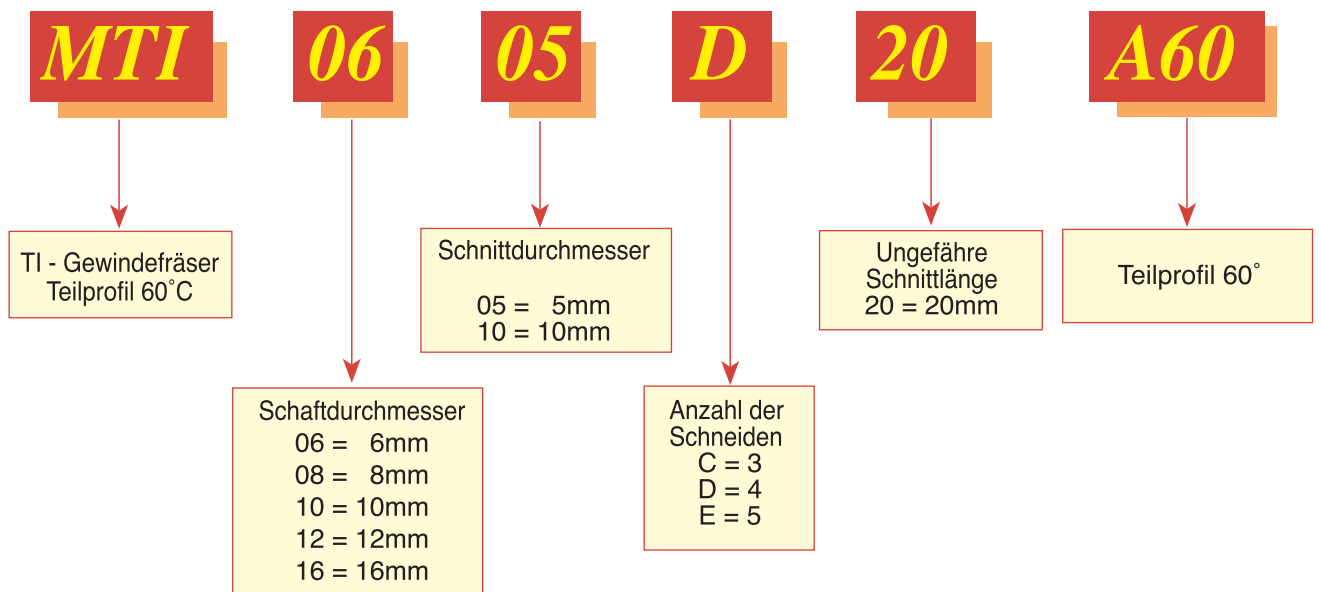 MTI 06 05 D 20 A60
TI - Gewindefräser
Teilprofil 60°C
Schaftdurchmesser
06 = 6mm
08 = 8mm
10 = 10mm
12 = 12mm
16 = 16mm
Schnittdurchmesser
05 = 5mm
10 = 10mm
Anzahl der
Schneiden
C = 3
D = 4
E = 5
Ungefähre
Schnittlänge
20 = 20mm
Teilprofil 60°